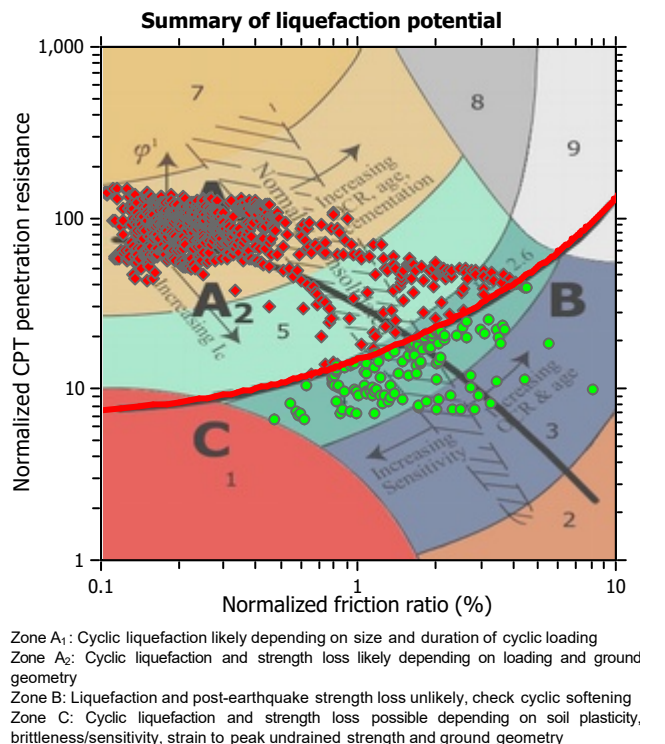 Summary of liquefaction potential
1,000
100
10
1
0.1
1
10
Normalized CPT penetration resistance
Normalized friction ratio (%)
7
8
9
φ'
Increasing
OCR, age,
cementation
2.6
A2
5
B
Increasing Ic
C
1
Increasing
Sensitivity
Increasing
OCR & age
3
2
Zone A1: Cyclic liquefaction likely depending on size and duration of cyclic loading
Zone A2: Cyclic liquefaction and strength loss likely depending on loading and ground
geometry
Zone B: Liquefaction and post-earthquake strength loss unlikely, check cyclic softening
Zone C: Cyclic liquefaction and strength loss possible depending on soil plasticity,
brittleness/sensitivity, strain to peak undrained strength and ground geometry